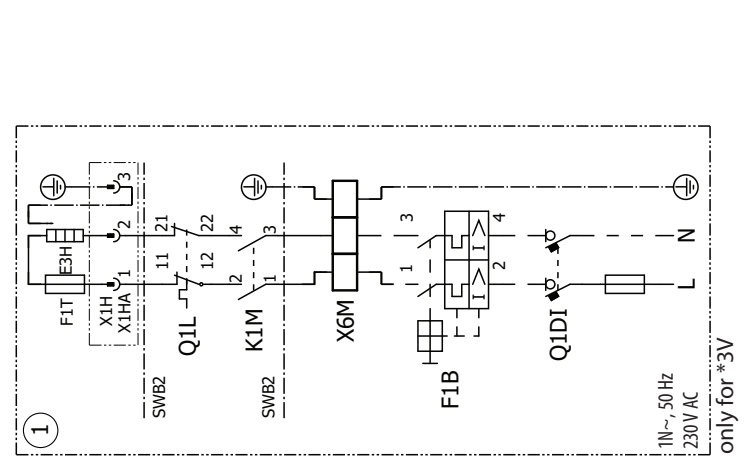 1
F1T
E3H
X1H
X1HA
1
2
3
11
21
12
22
Q1L
2
4
1
3
K1M
SWB2
SWB2
X6M
1
3
F1B
I
I
2
4
Q1DI
L
N
1N~, 50 Hz
230 V AC
only for *3V